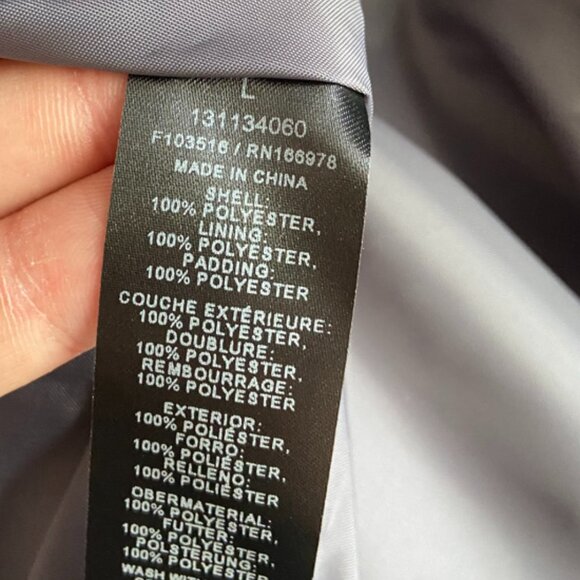 L
131134060
F103516 / RN166978
MADE IN CHINA
SHELL:
100% POLYESTER,
LINING:
100% POLYESTER,
PADDING:
100% POLYESTER
COUCHE EXTÉRIEURE:
100% POLYESTER,
DOUBLURE:
100% POLYESTER,
REMBOURRAGE:
100% POLYESTER
EXTERIOR:
100% POLIÉSTER,
FORRO:
100% POLIÉSTER,
RELLENO:
100% POLIÉSTER
OBERMATERIAL:
100% POLYESTER,
FUTTER:
100% POLYESTER,
POLSTERUNG:
100% POLYESTER
WASH